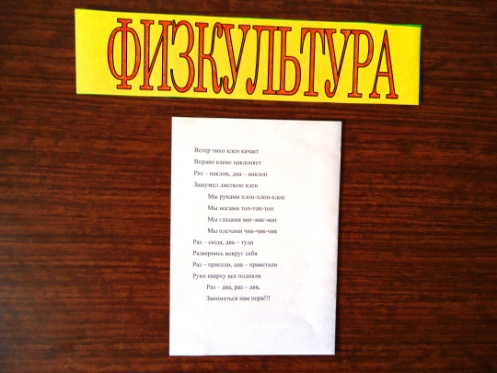 ФИЗКУЛЬТУРА
Ветер тихо клен качает
Вправо влево наклоняет
Раз – наклон, два – наклон
Зашумел листвою клен
Мы руками хлоп-хлоп-хлоп
Мы ногами топ-топ-топ
Мы глазами миг-миг-миг
Мы плечами чик-чик-чик
Раз – сюда, два – туда
Развернись вокруг себя
Раз – присели, два – привстали
Руки кверху все подняли
Раз – два, раз – два,
Заниматься нам пора!!!